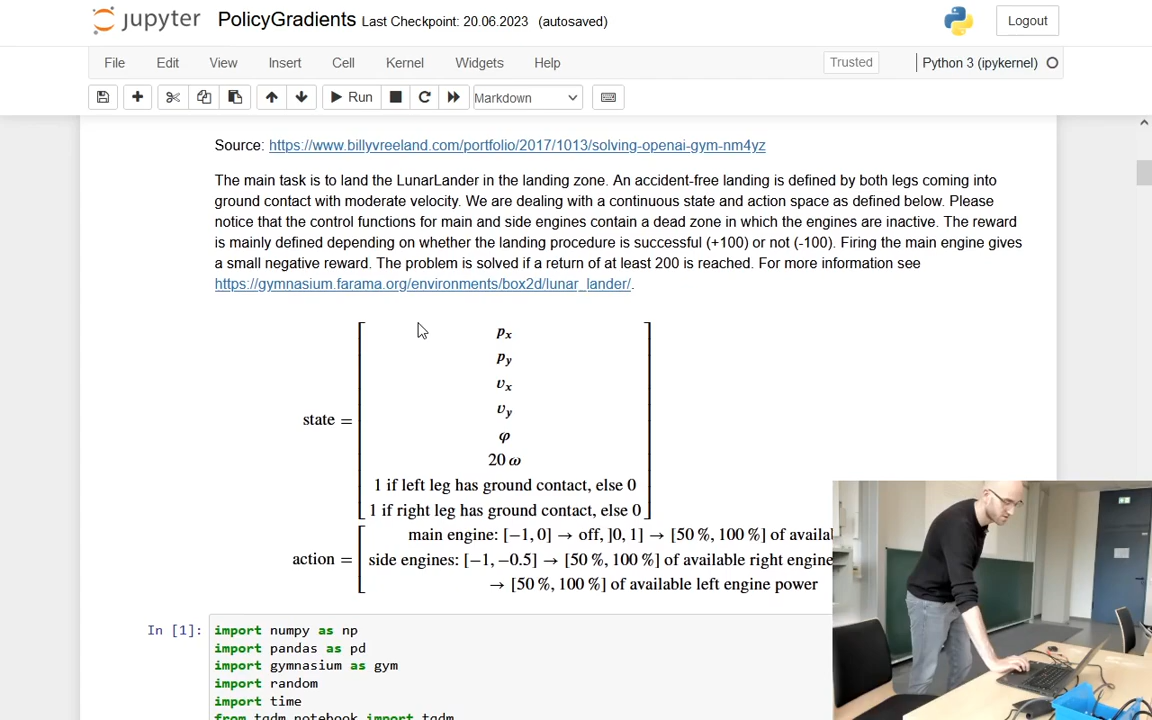 jupyter PolicyGradients Last Checkpoint: 20.06.2023 (autosaved)
Logout
File Edit View Insert Cell Kernel Widgets Help
Trusted
Python 3 (ipykernel)
Run
Markdown
Source: https://www.billyvreeland.com/portfolio/2017/1013/solving-openai-gym-nm4yz
The main task is to land the LunarLander in the landing zone. An accident-free landing is defined by both legs coming into
ground contact with moderate velocity. We are dealing with a continuous state and action space as defined below. Please
notice that the control functions for main and side engines contain a dead zone in which the engines are inactive. The reward
is mainly defined depending on whether the landing procedure is successful (+100) or not (-100). Firing the main engine gives
a small negative reward. The problem is solved if a return of at least 200 is reached. For more information see
https://gymnasium.farama.org/environments/box2d/lunar_lander/.
p_x
p_y
v_x
v_y
state =
φ
20 ω
1 if left leg has ground contact, else 0
1 if right leg has ground contact, else 0
main engine: [−1, 0] → off, ]0, 1] → [50 %, 100 %] of
action = side engines: [−1, −0.5] → [50 %, 100 %] of available right engine
→ [50 %, 100 %] of available left engine power
In [1]: import numpy as np
import pandas as pd
import gymnasium as gym
import random
import time
from tqdm.notebook import tqdm